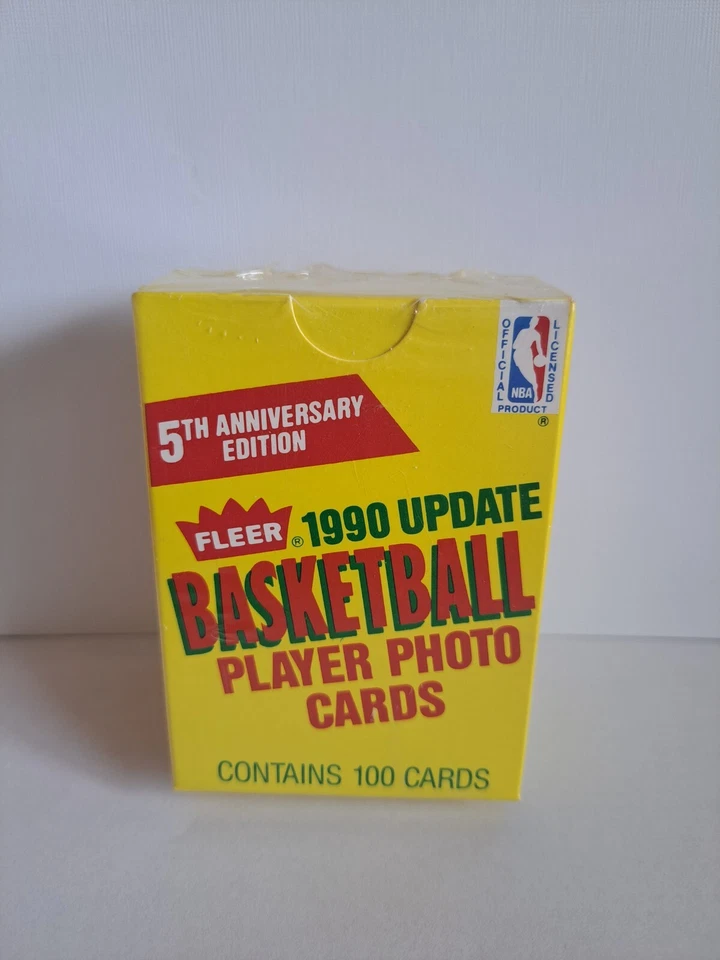 OFFICIAL
LICENSED
NBA
PRODUCT
®
5TH ANNIVERSARY
EDITION
FLEER ® 1990 UPDATE
BASKETBALL
PLAYER PHOTO
CARDS
CONTAINS 100 CARDS